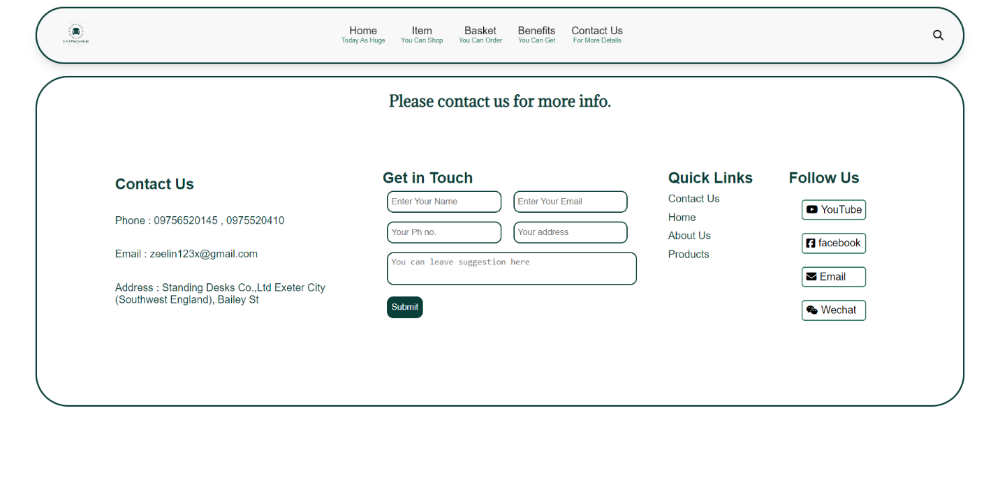 Home
Today As Huge
Item
You Can Shop
Basket
You Can Order
Benefits
You Can Get
Contact Us
For More Details
Please contact us for more info.
Contact Us
Phone : 09756520145 , 0975520410
Email : zeelin123x@gmail.com
Address : Standing Desks Co.,Ltd Exeter City
(Southwest England), Bailey St
Get in Touch
Enter Your Name
Enter Your Email
Your Ph no.
Your address
You can leave suggestion here
Submit
Quick Links
Contact Us
Home
About Us
Products
Follow Us
YouTube
facebook
Email
Wechat